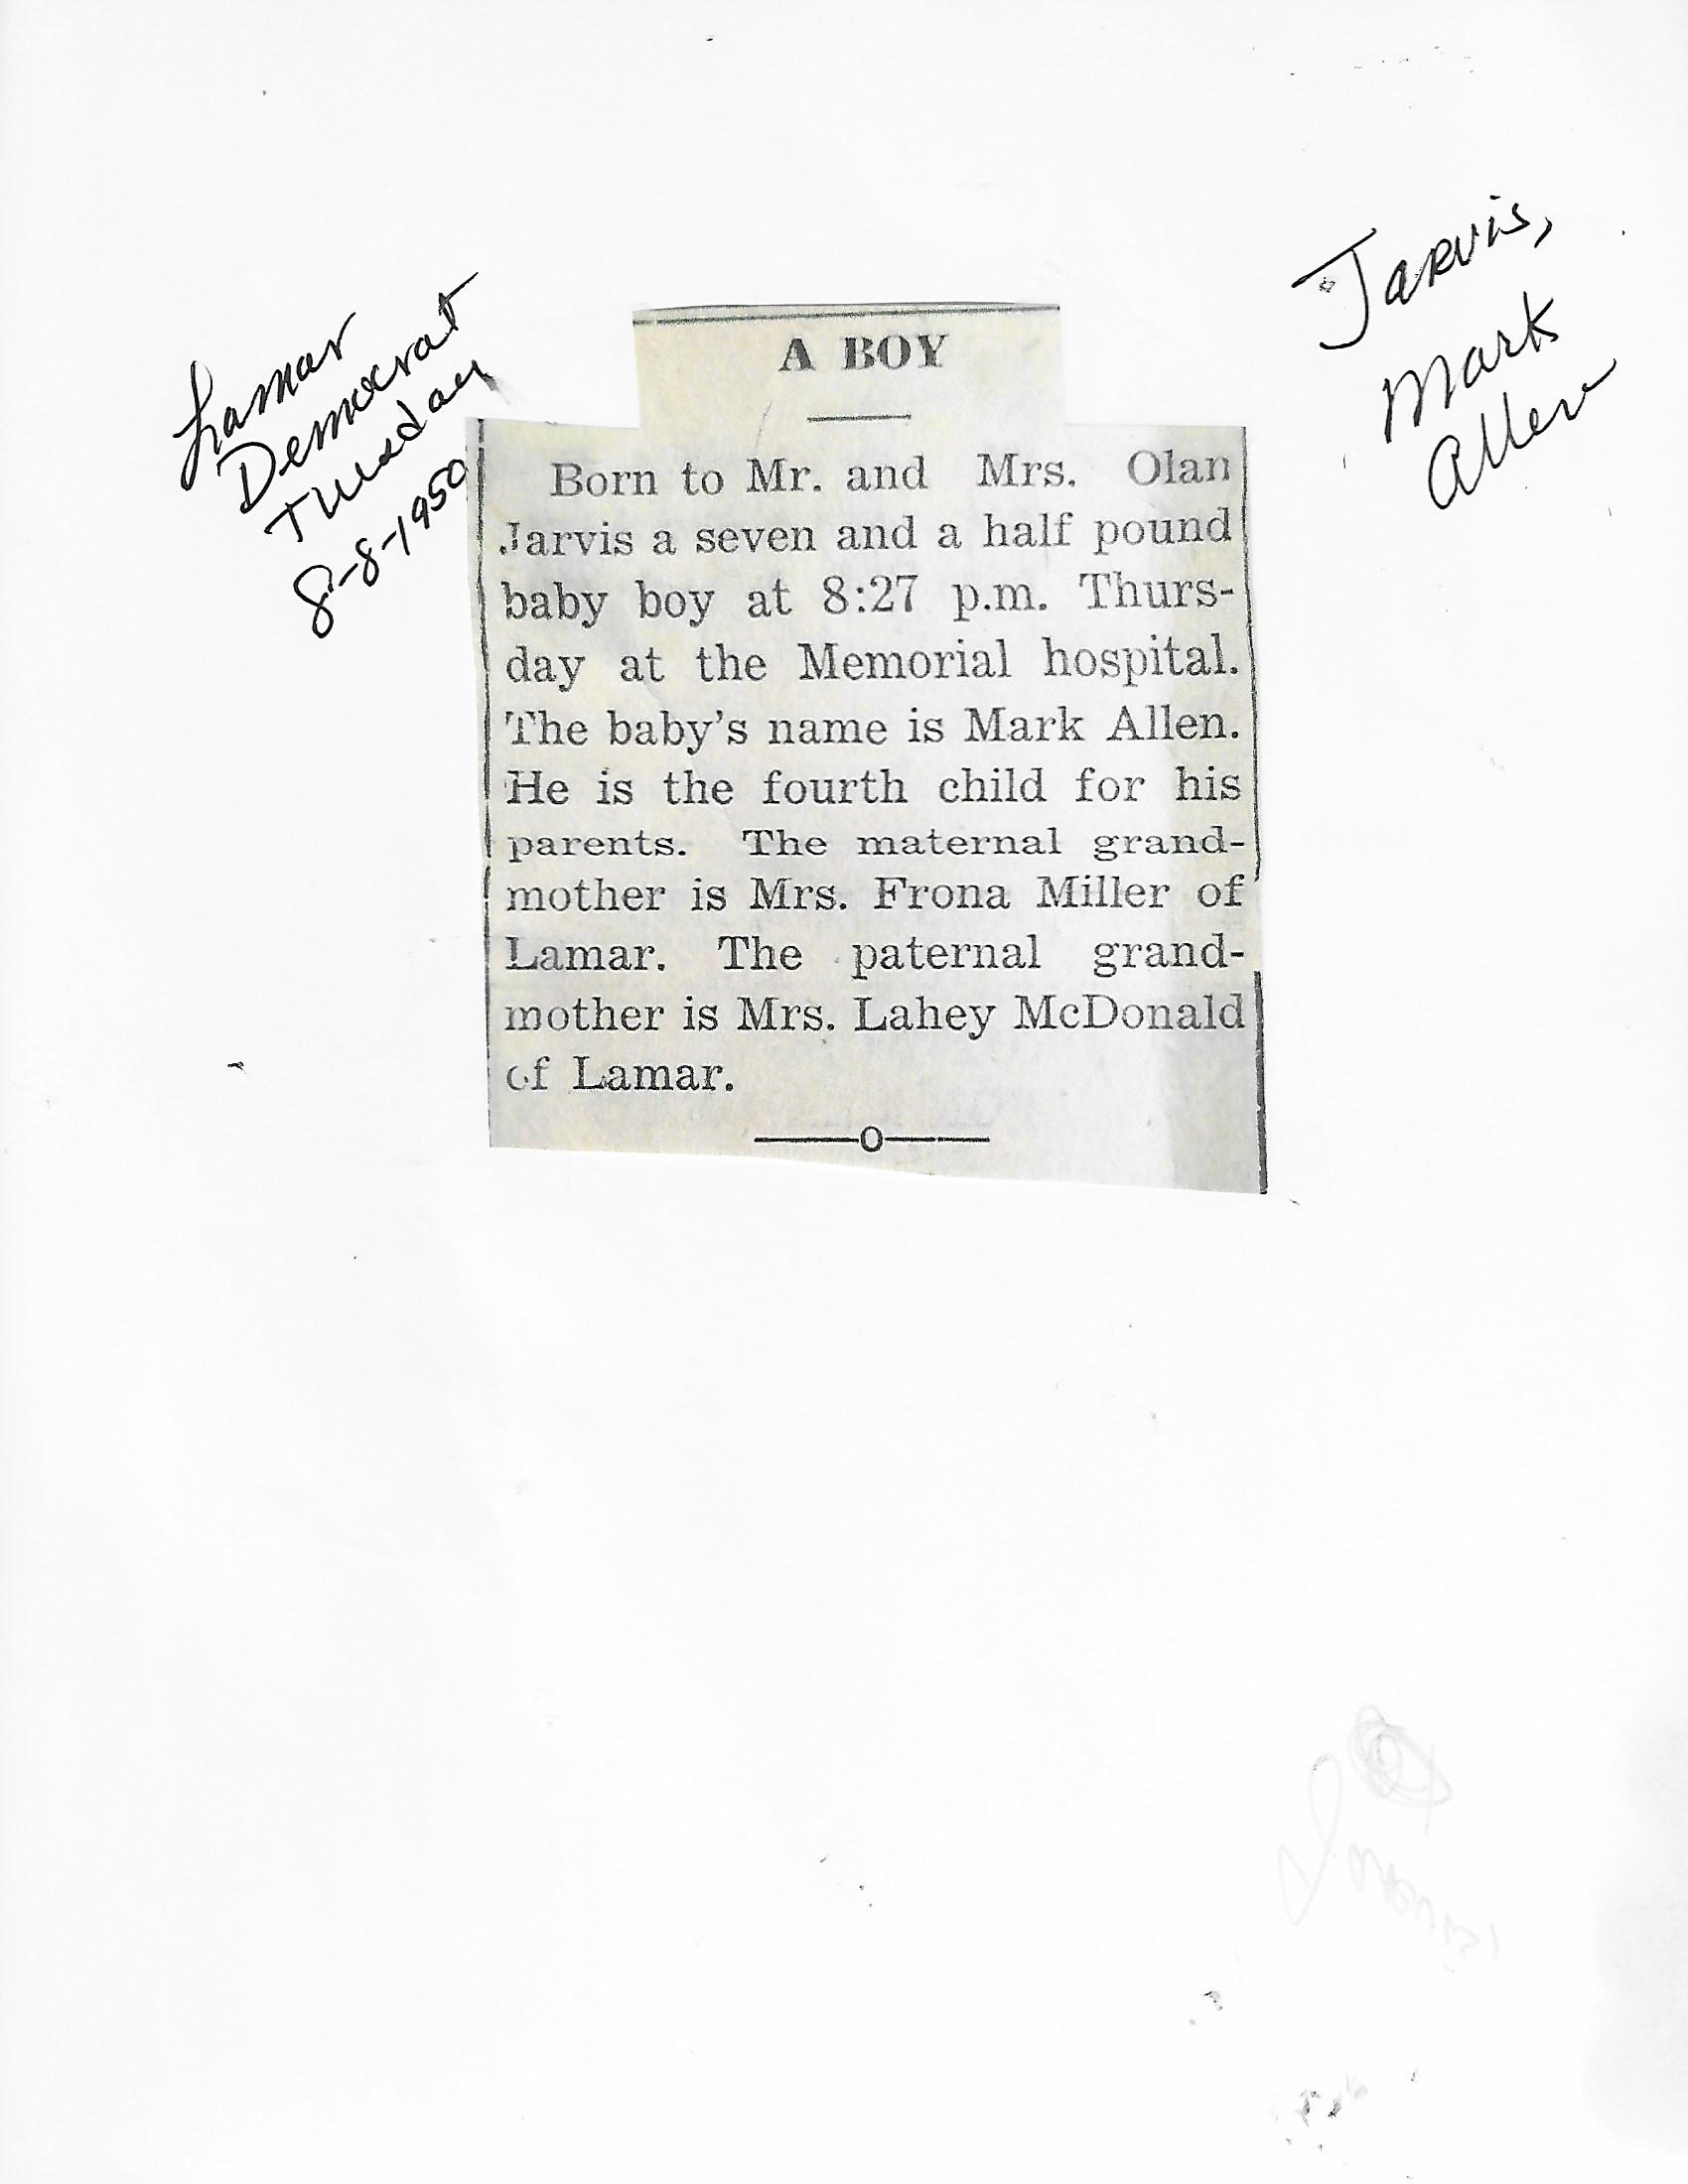 Lamar
Democrat
Tuesday
8-8-1950
Jarvis,
Mark
Allen
A BOY
Born to Mr. and Mrs. Olan
Jarvis a seven and a half pound
baby boy at 8:27 p.m. Thurs-
day at the Memorial hospital.
The baby's name is Mark Allen.
He is the fourth child for his
parents. The maternal grand-
mother is Mrs. Frona Miller of
Lamar. The paternal grand-
mother is Mrs. Lahey McDonald
of Lamar.